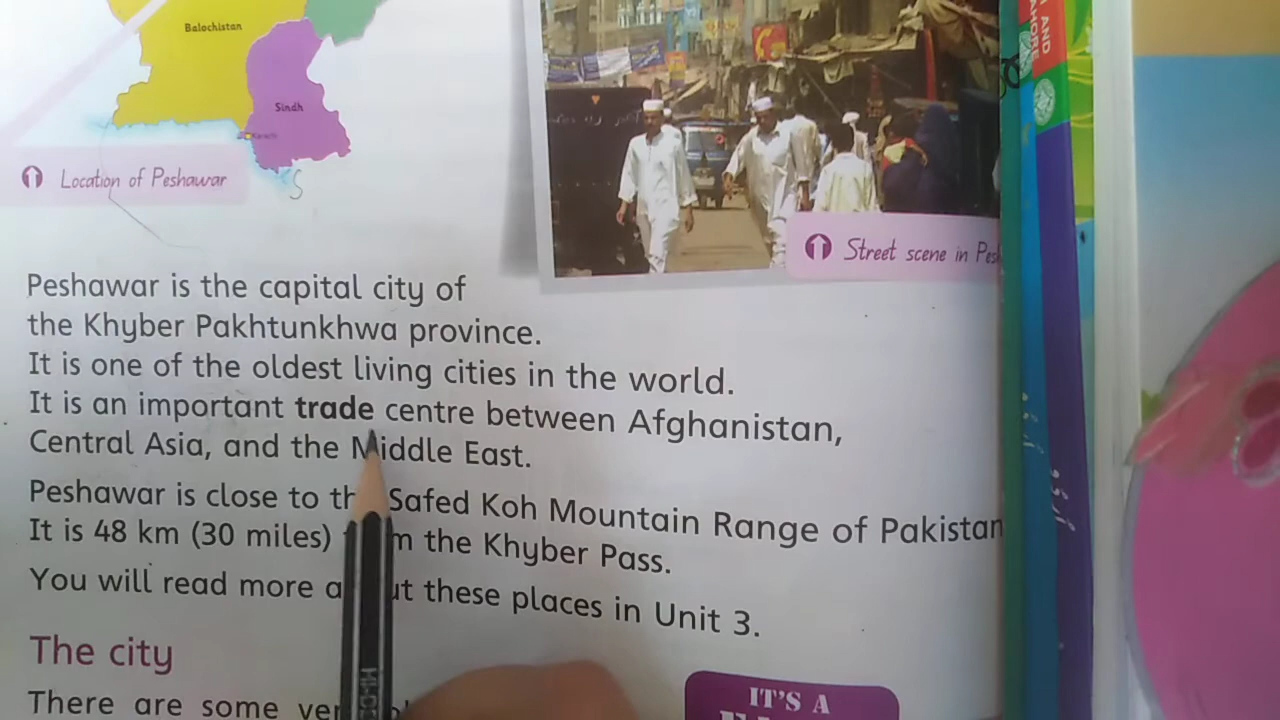 Balochistan
Sindh
Karachi
Location of Peshawar
S
Street scene in
Peshawar is the capital city of
the Khyber Pakhtunkhwa province.
It is one of the oldest living cities in the world.
It is an important trade centre between Afghanistan,
Central Asia, and the Middle East.
Peshawar is close to the Safed Koh Mountain Range of Pakistan
It is 48 km (30 miles) from the Khyber Pass.
You will read more about these places in Unit 3.
The city
There are some
IT'S A
AND